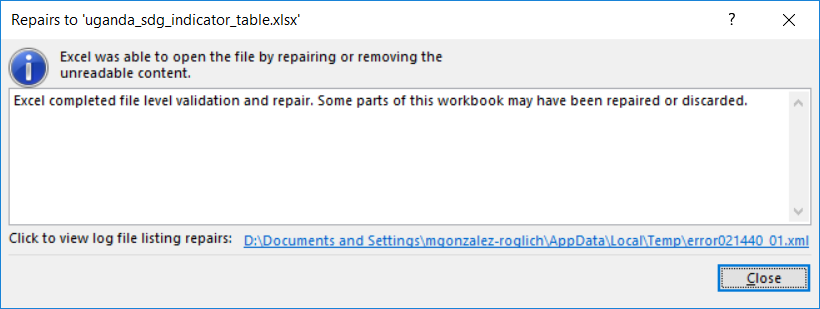 Repairs to 'uganda_sdg_indicator_table.xlsx'
?
Excel was able to open the file by repairing or removing the
unreadable content.
Excel completed file level validation and repair. Some parts of this workbook may have been repaired or discarded.
Click to view log file listing repairs: D:\Documents and Settings\mgonzalez-roglich\AppData\Local\Temp\error021440_01.xml
Close